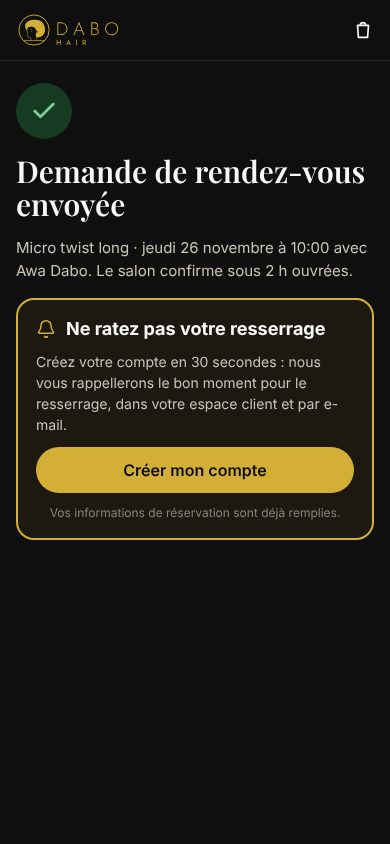 DABO
HAIR
Demande de rendez-vous
envoyée
Micro twist long · jeudi 26 novembre à 10:00 avec
Awa Dabo. Le salon confirme sous 2 h ouvrées.
Ne ratez pas votre resserrage
Créez votre compte en 30 secondes : nous
vous rappellerons le bon moment pour le
resserrage, dans votre espace client et par e-
mail.
Créer mon compte
Vos informations de réservation sont déjà remplies.